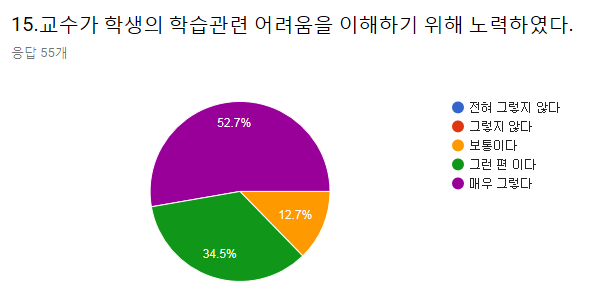 15.교수가 학생의 학습관련 어려움을 이해하기 위해 노력하였다.
응답 55개
52.7%
12.7%
34.5%
전혀 그렇지 않다
그렇지 않다
보통이다
그런 편 이다
매우 그렇다